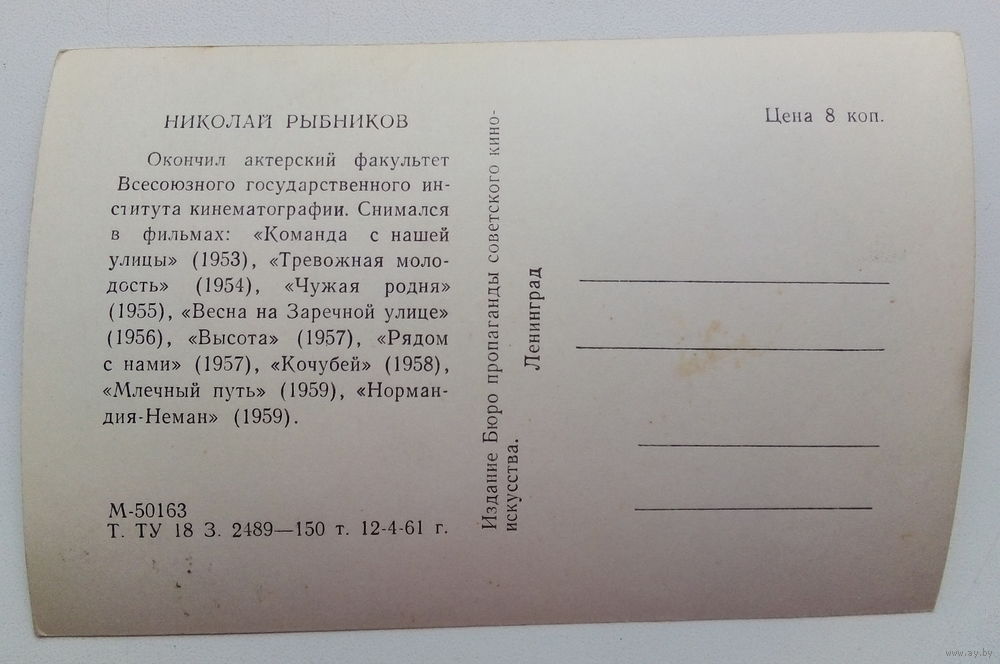 НИКОЛАЙ РЫБНИКОВ
Окончил актерский факультет
Всесоюзного государственного ин-
ститута кинематографии. Снимался
в фильмах: «Команда с нашей
улицы» (1953), «Тревожная моло-
дость» (1954), «Чужая родня»
(1955), «Весна на Заречной улице»
(1956), «Высота» (1957), «Рядом
с нами» (1957), «Кочубей» (1958),
«Млечный путь» (1959), «Норман-
дия-Неман» (1959).
М-50163
Т. ТУ 18 З. 2489—150 т. 12-4-61 г.
Издание Бюро пропаганды советского кино-
искусства.
Ленинград
Цена 8 коп.
www.ay.by